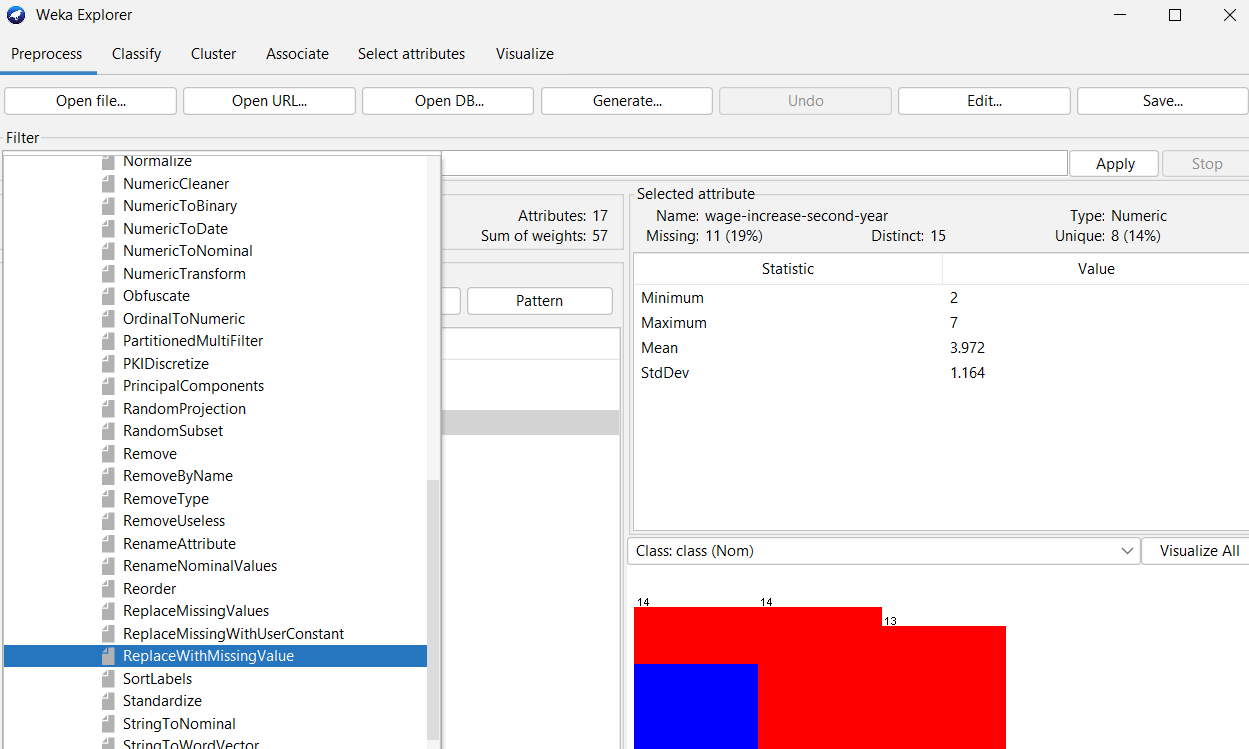 Weka Explorer
Preprocess Classify Cluster Associate Select attributes Visualize
Open file... Open URL... Open DB... Generate... Undo Edit... Save...
Filter
Apply Stop
Normalize
NumericCleaner
NumericToBinary
NumericToDate
NumericToNominal
NumericTransform
Obfuscate
OrdinalToNumeric
PartitionedMultiFilter
PKIDiscretize
PrincipalComponents
RandomProjection
RandomSubset
Remove
RemoveByName
RemoveType
RemoveUseless
RenameAttribute
RenameNominalValues
Reorder
ReplaceMissingValues
ReplaceMissingWithUserConstant
ReplaceWithMissingValue
SortLabels
Standardize
StringToNominal
StringToWordVector
Attributes: 17
Sum of weights: 57
Pattern
Selected attribute
Name: wage-increase-second-year Type: Numeric
Missing: 11 (19%) Distinct: 15 Unique: 8 (14%)
Statistic Value
Minimum 2
Maximum 7
Mean 3.972
StdDev 1.164
Class: class (Nom) Visualize All
14 14
13